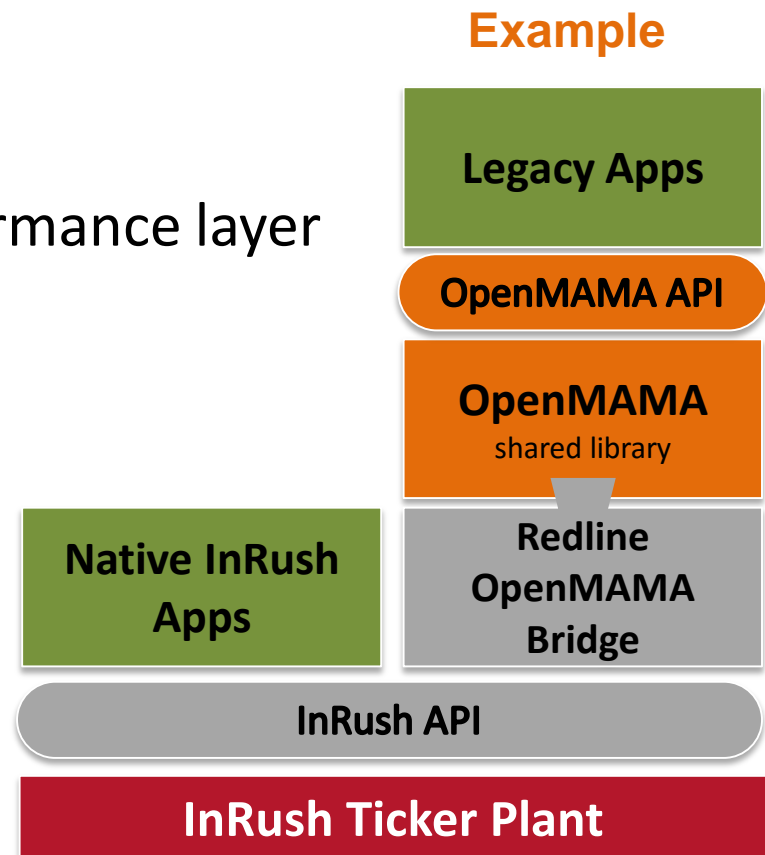 Example
Legacy Apps
rmance layer
OpenMAMA API
OpenMAMA
shared library
Native InRush
Apps
Redline
OpenMAMA
Bridge
InRush API
InRush Ticker Plant